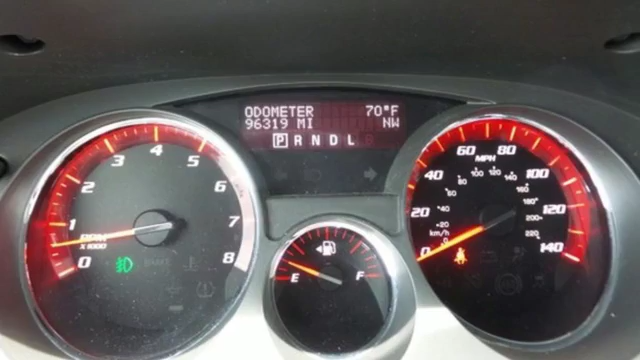 ODOMETER 70°F
96319 MI NW
P R N D L
0 1 2 3 4 5 6 7 8
RPM
X 1000
E F
0 20 40 60 80 100 120 140
MPH
km/h